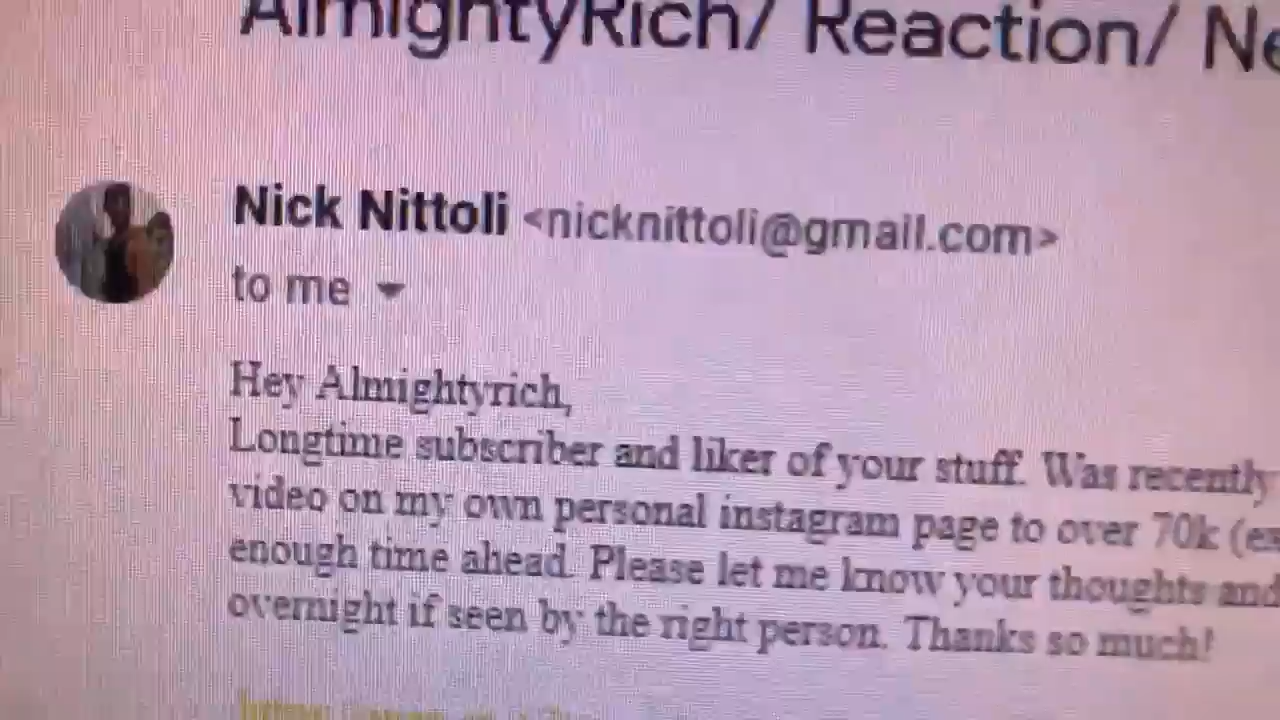 AlmightyRich/ Reaction/ Ne
Nick Nittoli <nicknittoli@gmail.com>
to me
Hey Almightyrich,
Longtime subscriber and liker of your stuff. Was recently
video on my own personal instagram page to over 70k (ex
enough time ahead. Please let me know your thoughts and
overnight if seen by the right person. Thanks so much!